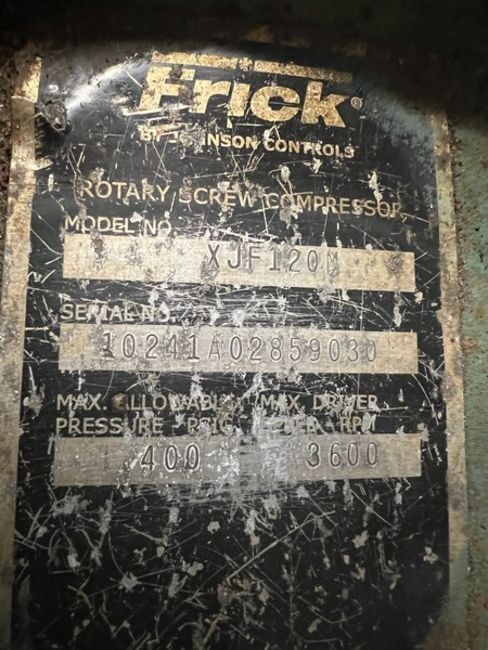 Frick®
BY JOHNSON CONTROLS
ROTARY SCREW COMPRESSOR
MODEL NO.
XJF120
SERIAL NO.
10241A02859030
MAX. ALLOWABLE MAX. DRIVER
PRESSURE - PSIG SPEED - RPM
400 3600